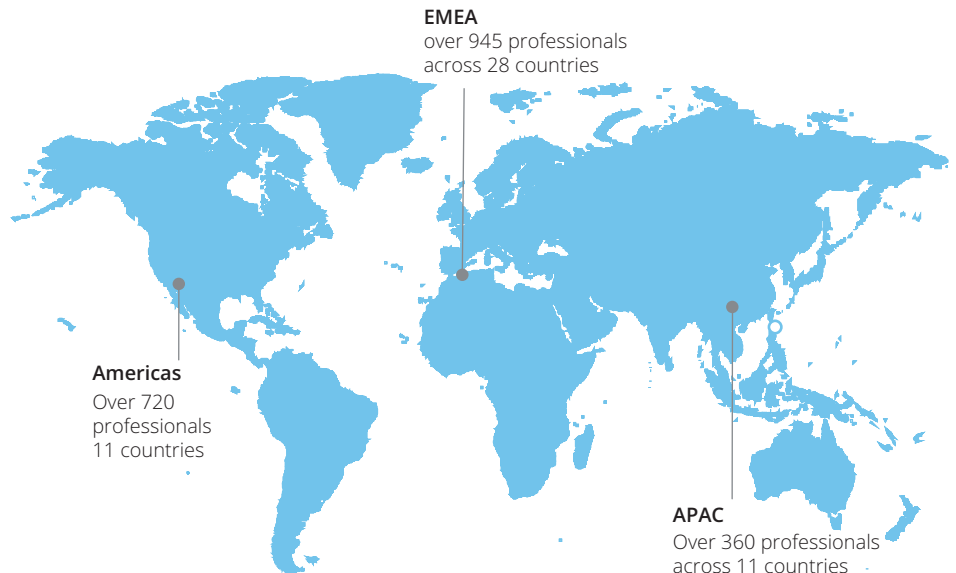 EMEA
over 945 professionals
across 28 countries
Americas
Over 720
professionals
11 countries
APAC
Over 360 professionals
across 11 countries